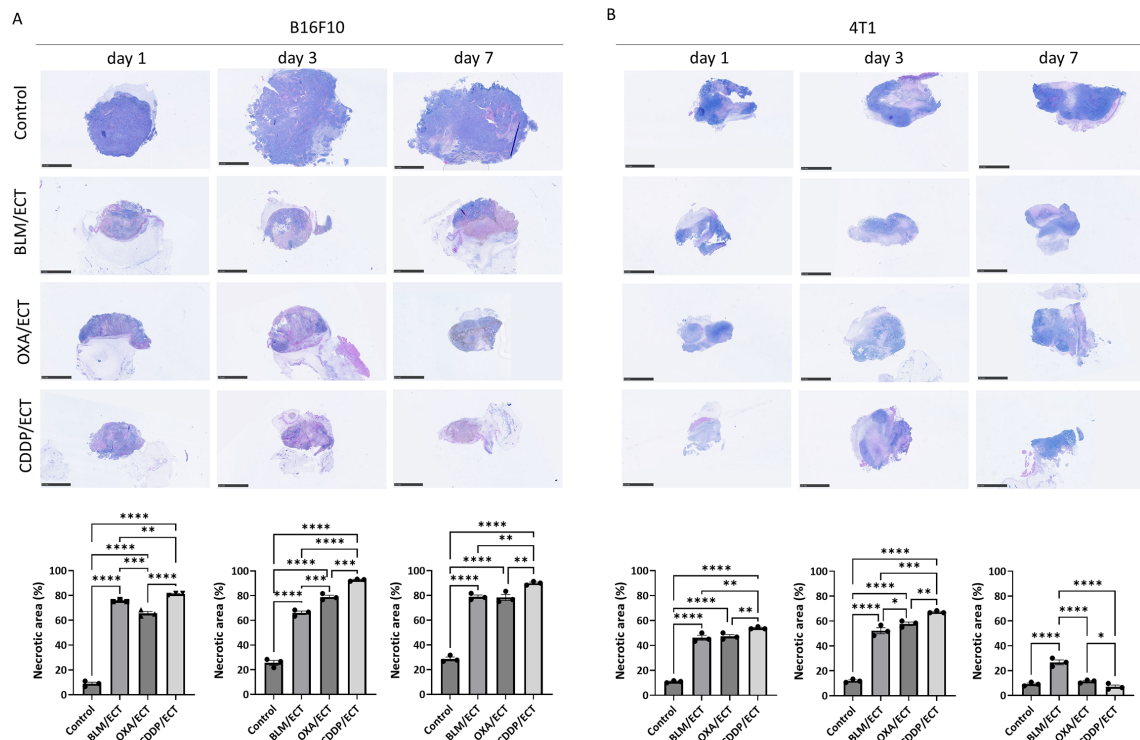 A
B16F10
day 1
day 3
day 7
Control
BLM/ECT
OXA/ECT
CDDP/ECT
B
4T1
day 1
day 3
day 7
****
**
****
***
****
****
Necrotic area (%)
100
80
60
40
20
0
Control
BLM/ECT
OXA/ECT
CDDP/ECT
****
****
****
***
***
****
Necrotic area (%)
100
80
60
40
20
0
Control
BLM/ECT
OXA/ECT
CDDP/ECT
****
**
****
**
****
Necrotic area (%)
100
80
60
40
20
0
Control
BLM/ECT
OXA/ECT
CDDP/ECT
****
**
****
**
****
Necrotic area (%)
100
80
60
40
20
0
Control
BLM/ECT
OXA/ECT
CDDP/ECT
****
***
****
**
*
****
Necrotic area (%)
100
80
60
40
20
0
Control
BLM/ECT
OXA/ECT
CDDP/ECT
****
****
****
*
Necrotic area (%)
100
80
60
40
20
0
Control
BLM/ECT
OXA/ECT
CDDP/ECT